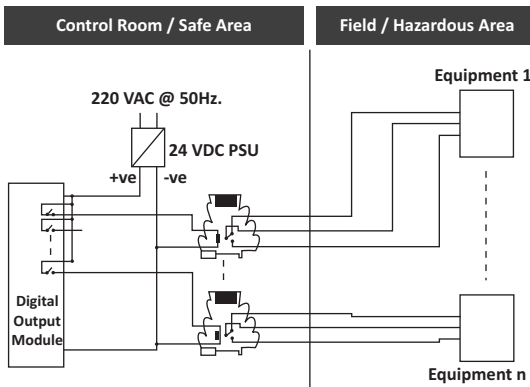 Control Room / Safe Area
Field / Hazardous Area
Equipment 1
220 VAC @ 50Hz.
24 VDC PSU
+ve
-ve
Digital
Output
Module
Equipment n